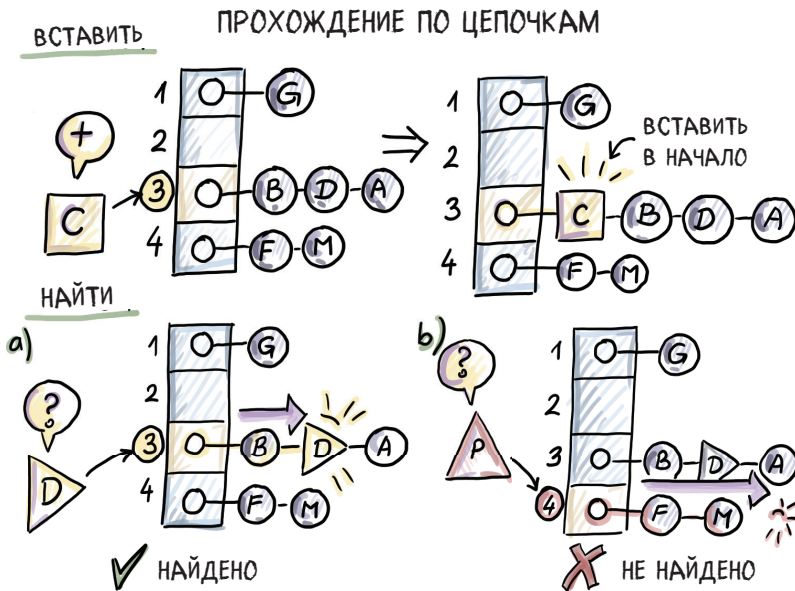 ПРОХОЖДЕНИЕ ПО ЦЕПОЧКАМ
ВСТАВИТЬ
+
C
3
1 G
2
B D A
4 F M
⇒
1 G
2
3 C B D A
4 F M
ВСТАВИТЬ
В НАЧАЛО
НАЙТИ
a)
?
D
3
1 G
2
B D A
4 F M
НАЙДЕНО
b)
?
P
4
1 G
2
3 B D A
F M
НЕ НАЙДЕНО